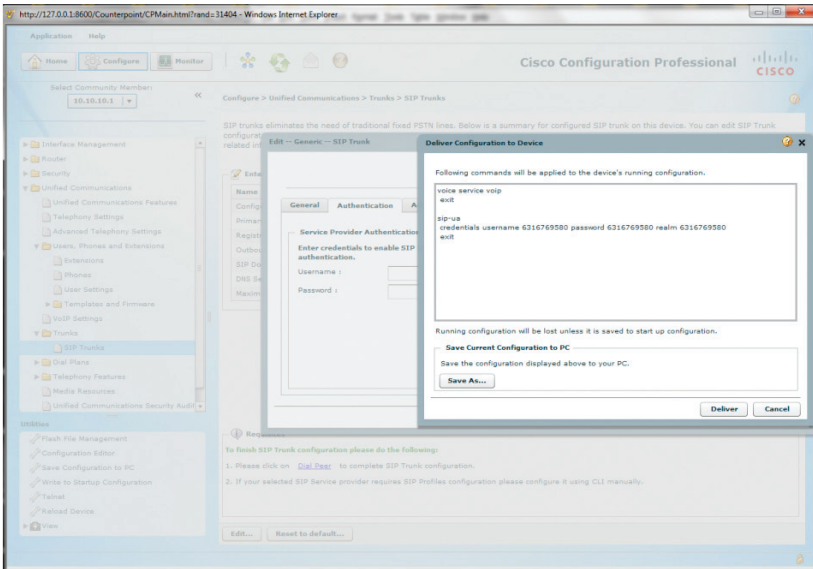 http://127.0.0.1:8600/Counterpoint/CPMain.html?rand=31404 - Windows Internet Explorer
Application Help
Home Configure Monitor
Cisco Configuration Professional
CISCO
Select Community Member:
10.10.10.1
Configure > Unified Communications > Trunks > SIP Trunks
SIP trunks eliminates the need of traditional fixed PSTN lines. Below is a summary for configured SIP trunk on this device. You can edit SIP Trunk
related
Interface Management
Router
Security
Unified Communications
Unified Communications Features
Telephony Settings
Advanced Telephony Settings
Users, Phones and Extensions
Extensions
Phones
User Settings
Templates and Firmware
VoIP Settings
Trunks
SIP Trunks
Dial Plans
Telephony Features
Media Resources
Unified Communications Security Audit
Utilities
Flash File Management
Configuration Editor
Save Configuration to PC
Write to Startup Configuration
Telnet
Reload Device
View
Name
Edit -- Generic -- SIP Trunk
General Authentication
Service Provider Authentication
Enter credentials to enable SIP
authentication.
Username :
Password :
Deliver Configuration to Device
Following commands will be applied to the device's running configuration.
voice service voip
exit
sip-ua
credentials username 6316769580 password 6316769580 realm 6316769580
exit
Running configuration will be lost unless it is saved to start up configuration.
Save Current Configuration to PC
Save the configuration displayed above to your PC.
Save As...
Deliver Cancel
To finish SIP Trunk configuration please do the following:
1. Please click on Dial Peer to complete SIP Trunk configuration.
2. If your selected SIP Service provider requires SIP Profiles configuration please configure it using CLI manually.
Edit... Reset to default...